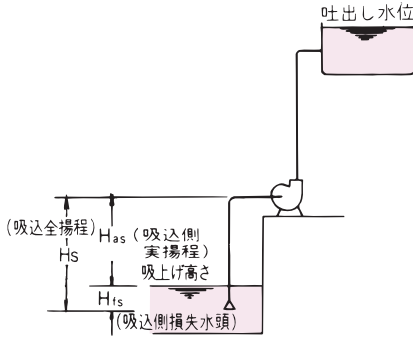 吐出し水位
(吸込全揚程)
Hs
Has
(吸込側
実揚程)
吸上げ高さ
Hfs
(吸込側損失水頭)